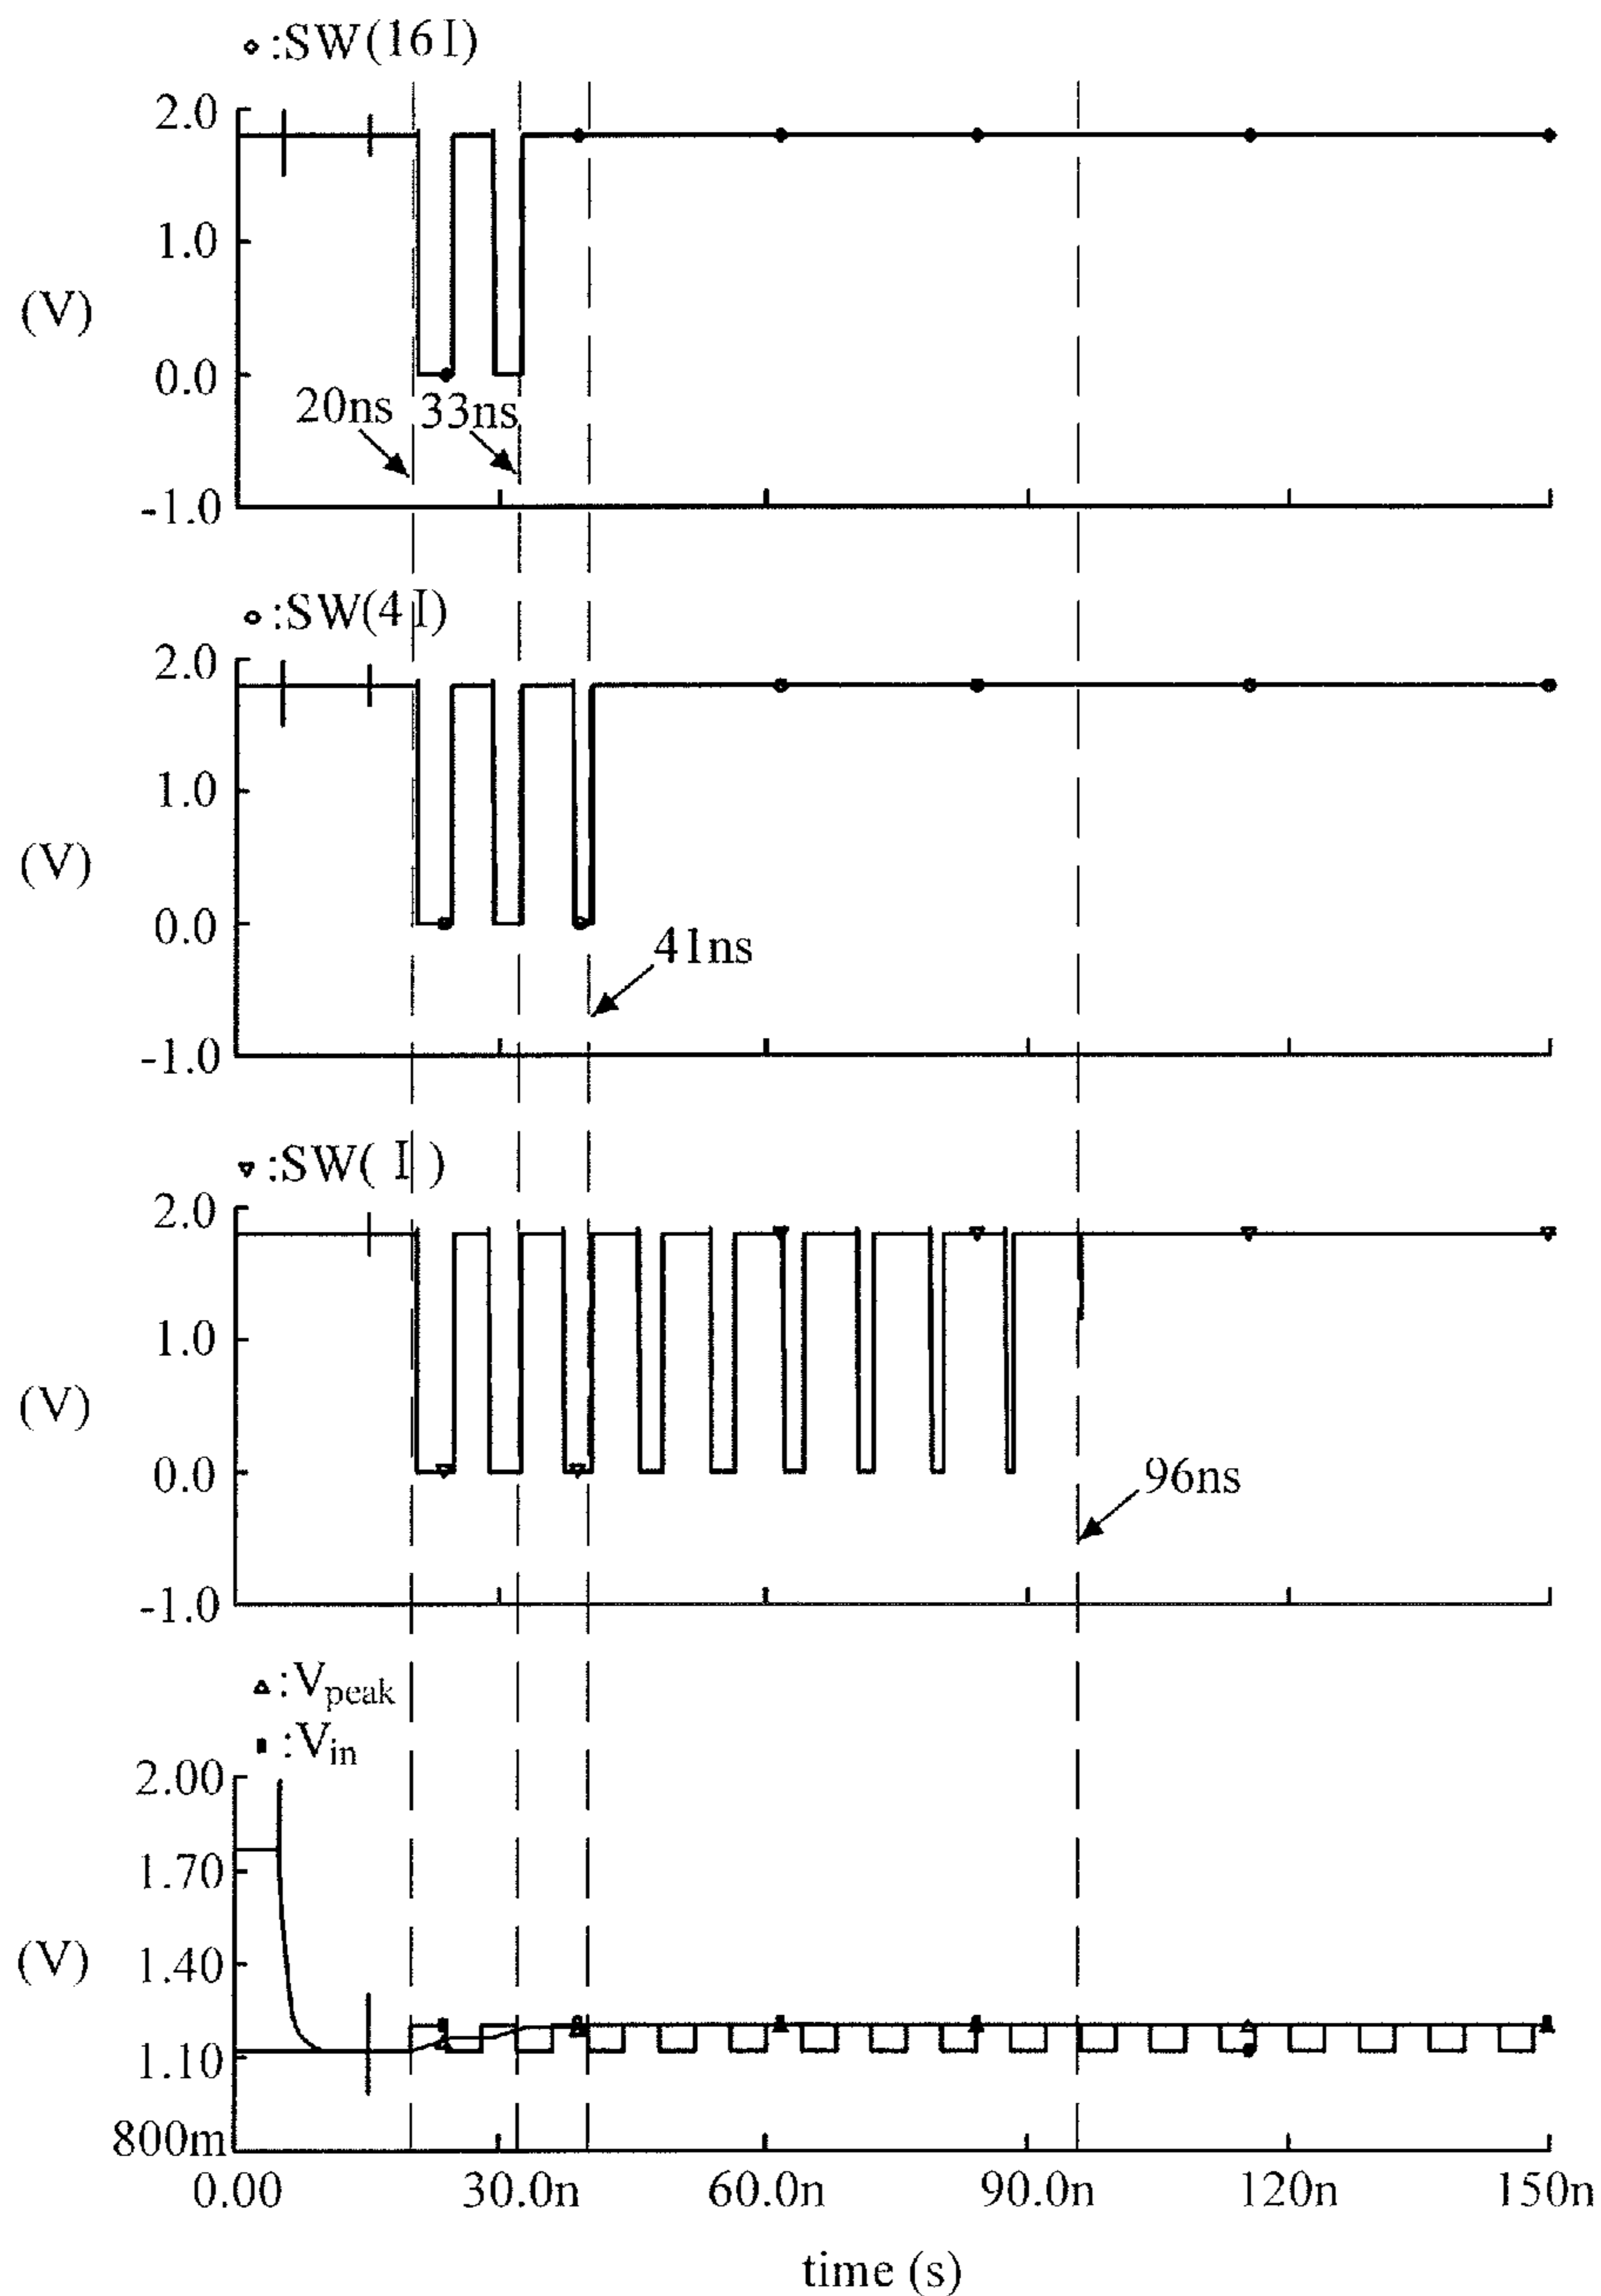 :SW(16I)
2.0
1.0
(V)
0.0
20ns
33ns
-1.0
:SW(4I)
2.0
1.0
(V)
0.0
41ns
-1.0
:SW( I )
2.0
1.0
(V)
0.0
96ns
-1.0
:Vpeak
:Vin
2.00
1.70
(V)
1.40
1.10
800m
0.00 30.0n 60.0n 90.0n 120n 150n
time (s)